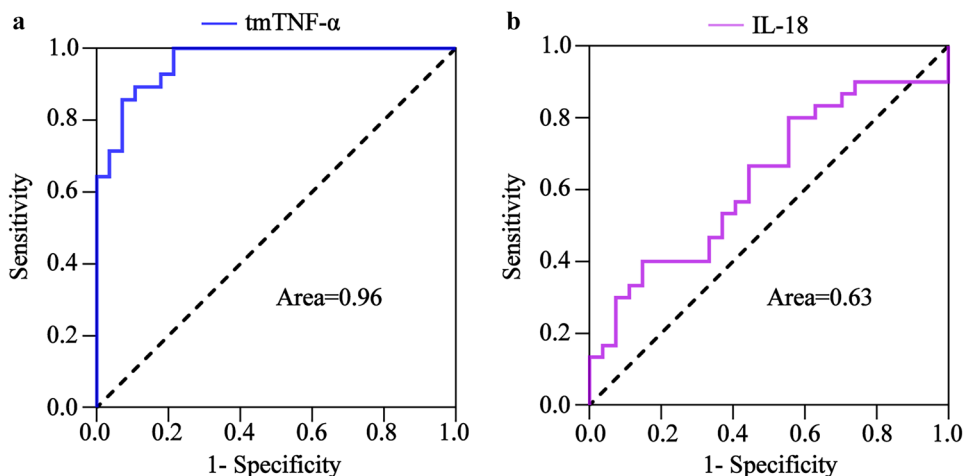 a
tmTNF-α
1.0
0.8
0.6
0.4
0.2
0.0
Sensitivity
Area=0.96
0.0 0.2 0.4 0.6 0.8 1.0
1- Specificity
b
IL-18
1.0
0.8
0.6
0.4
0.2
0.0
Sensitivity
Area=0.63
0.0 0.2 0.4 0.6 0.8 1.0
1- Specificity